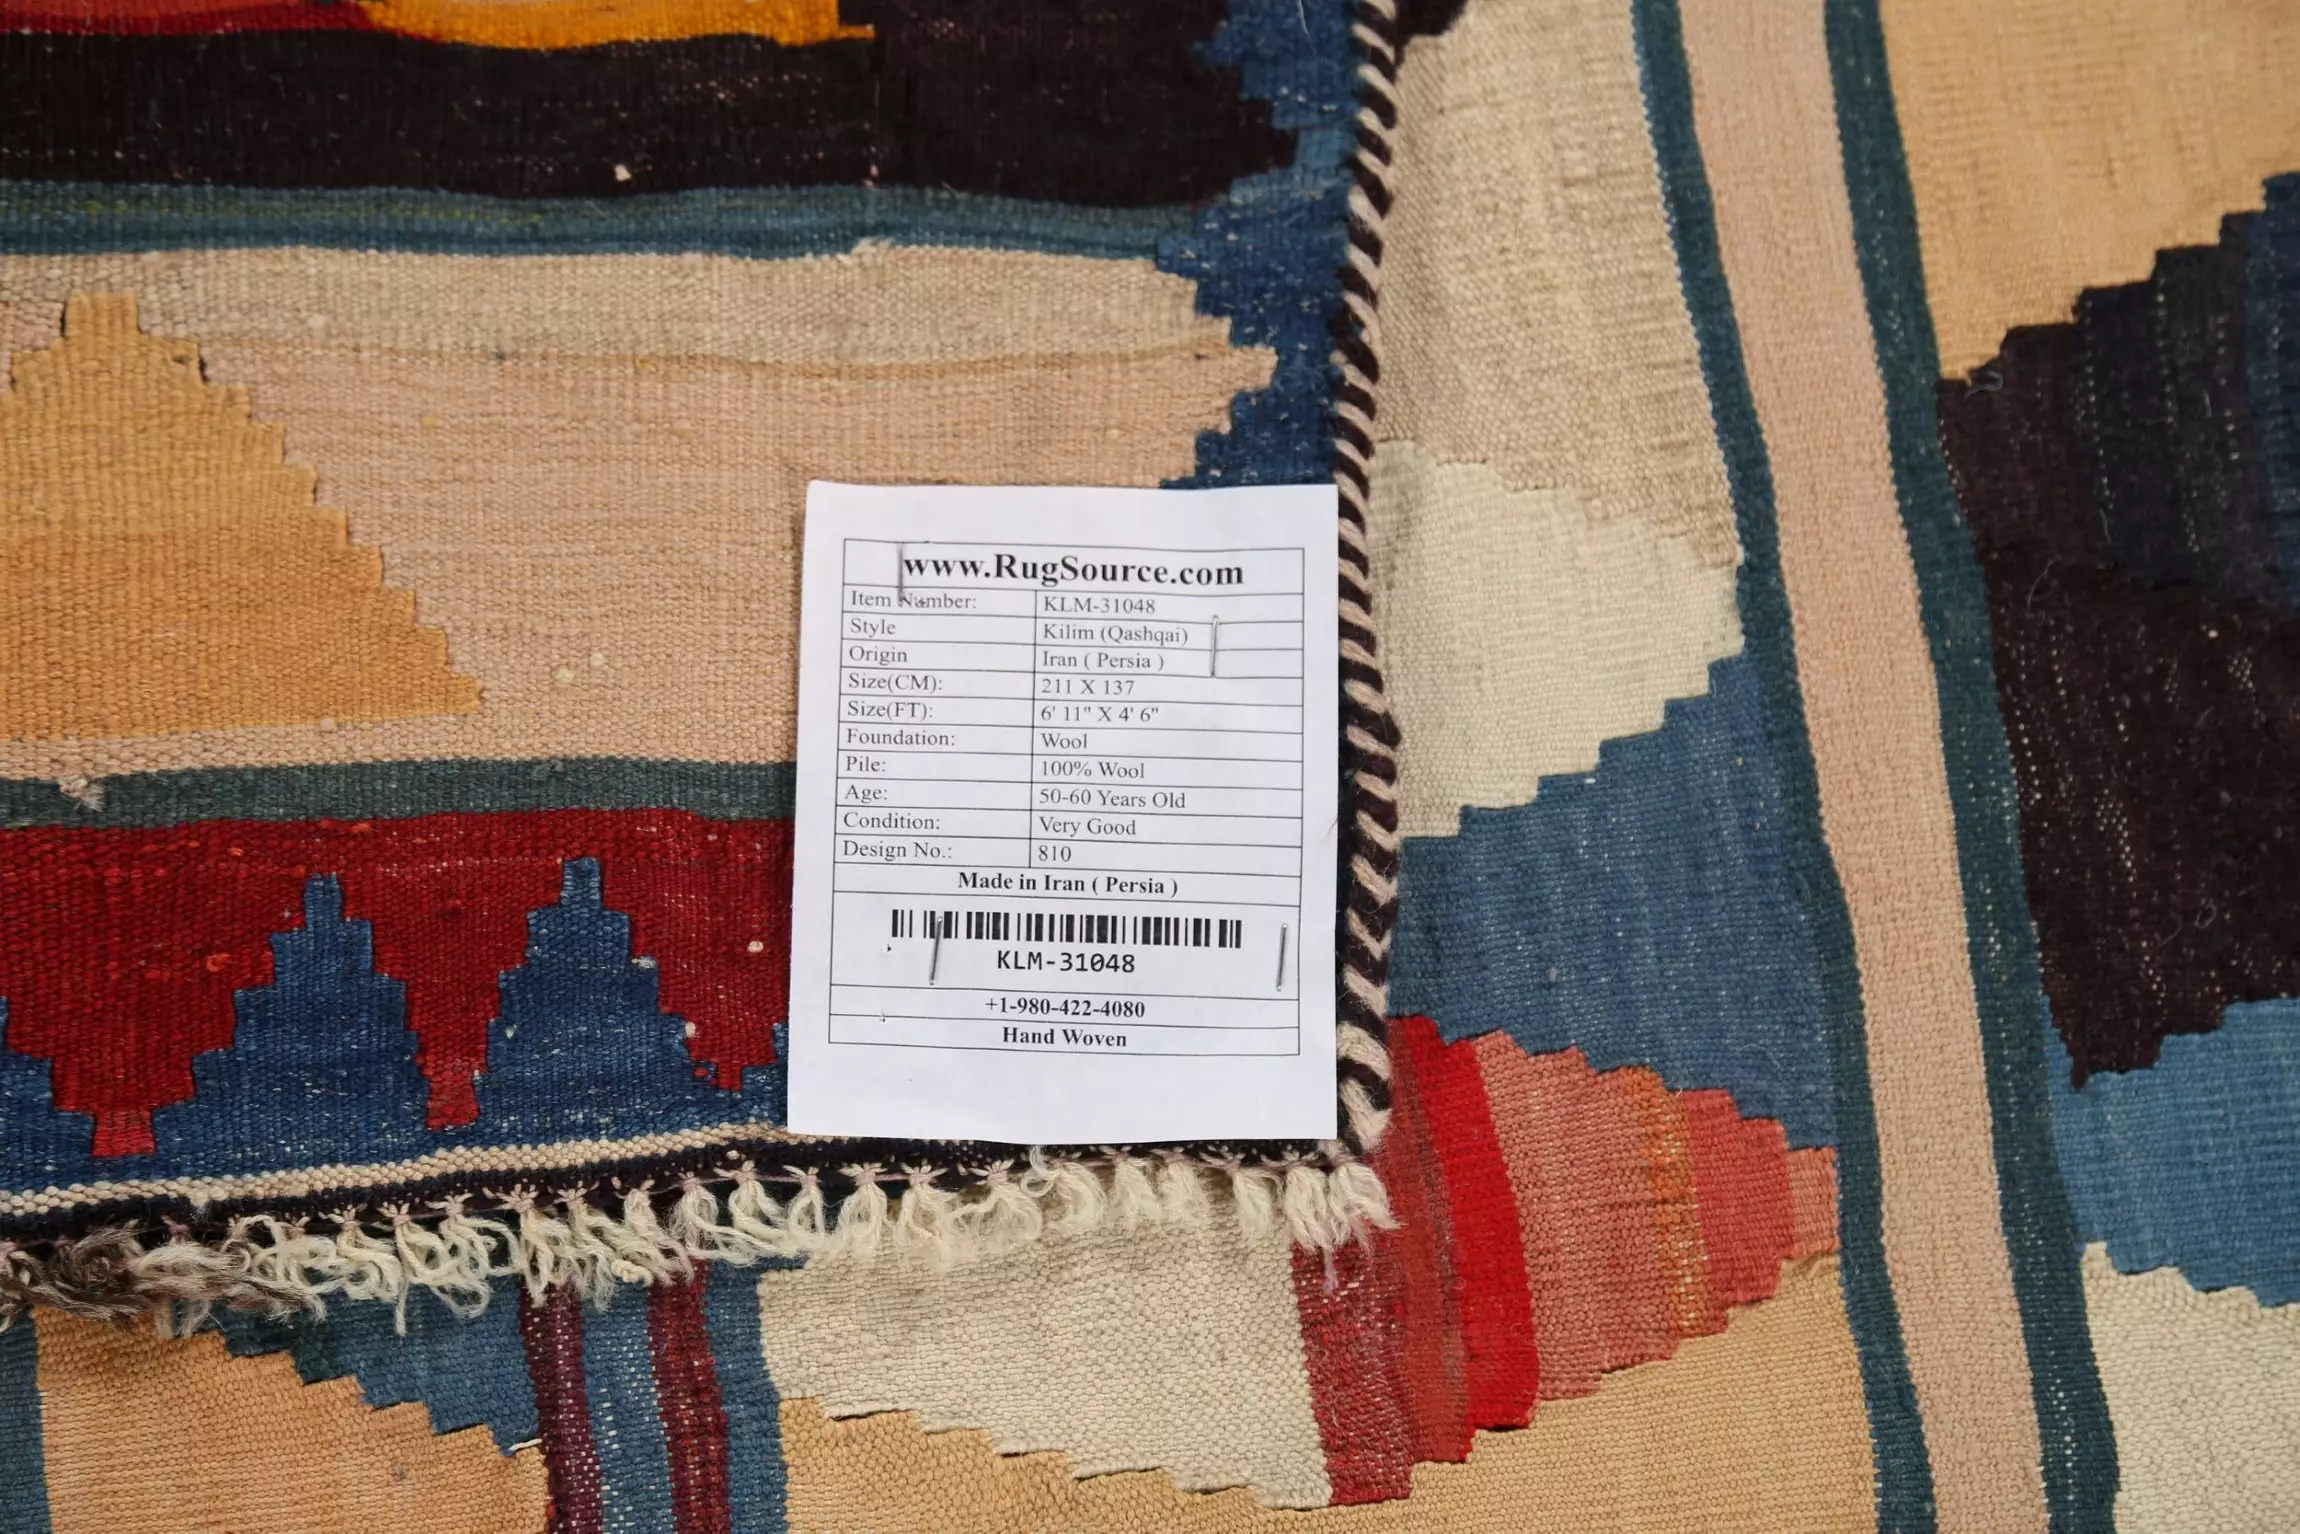 www.RugSource.com
Item Number: KLM-31048
Style Kilim (Qashqai)
Origin Iran ( Persia )
Size(CM): 211 X 137
Size(FT): 6' 11" X 4' 6"
Foundation: Wool
Pile: 100% Wool
Age: 50-60 Years Old
Condition: Very Good
Design No.: 810
Made in Iran ( Persia )
KLM-31048
+1-980-422-4080
Hand Woven